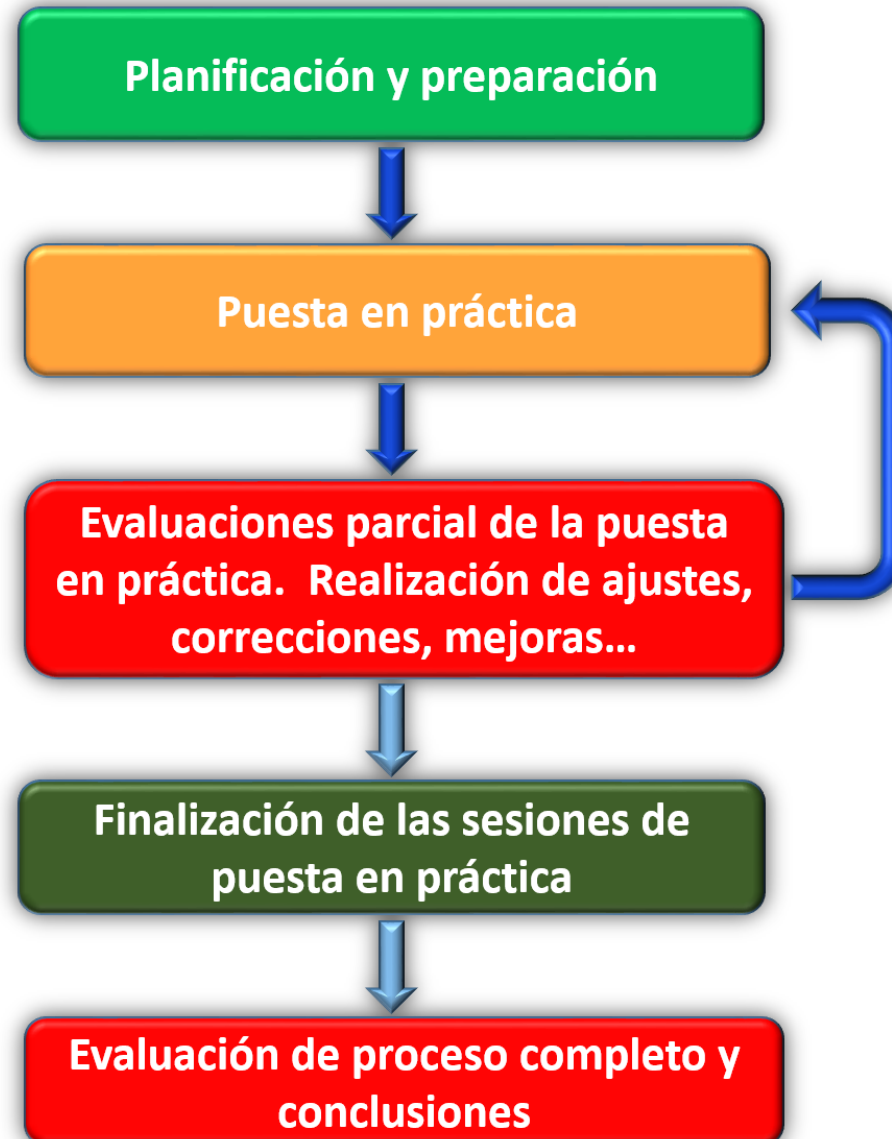 Planificación y preparación
Puesta en práctica
Evaluaciones parcial de la puesta
en práctica.  Realización de ajustes,
correcciones, mejoras...
Finalización de las sesiones de
puesta en práctica
Evaluación de proceso completo y
conclusiones